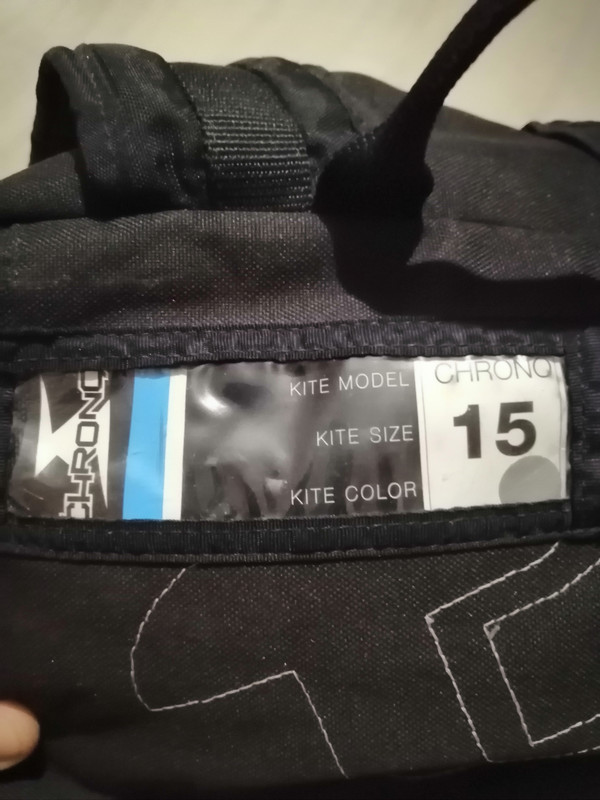 CHRONO
KITE MODEL CHRONO
KITE SIZE 15
KITE COLOR